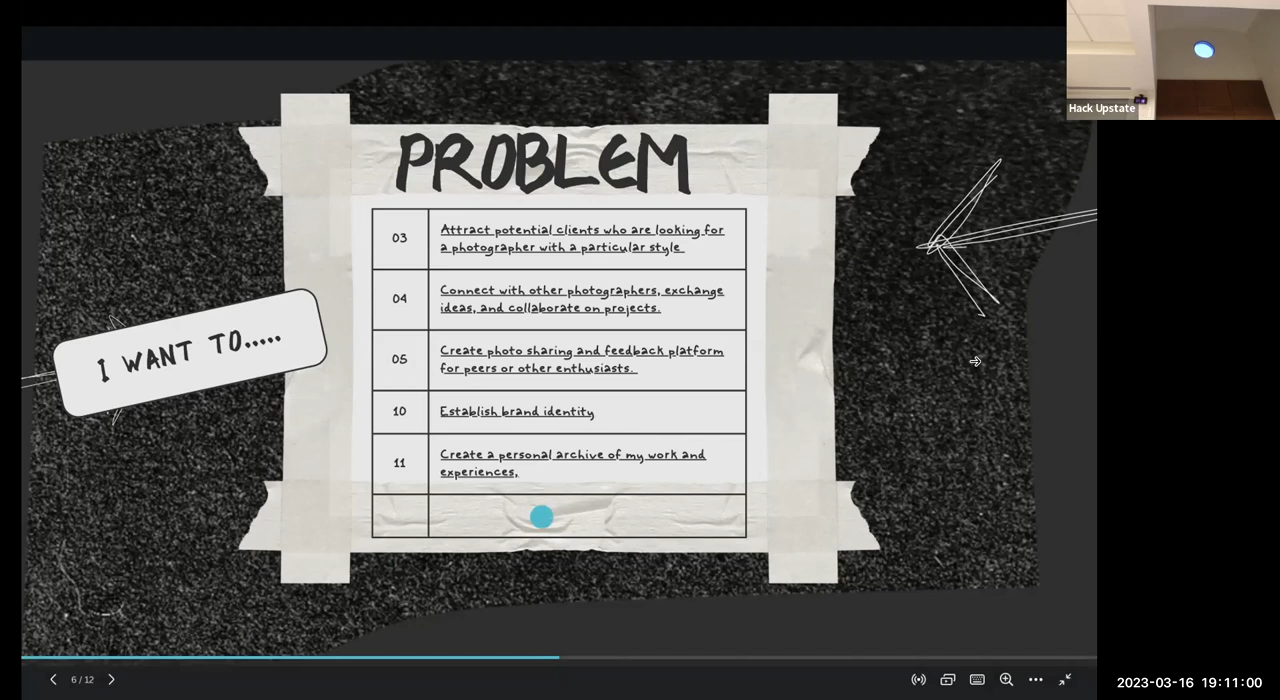 Hack Upstate
PROBLEM
I WANT TO.....
03
Attract potential clients who are looking for
a photographer with a particular style
04
Connect with other photographers, exchange
ideas, and collaborate on projects.
05
Create photo sharing and feedback platform
for peers or other enthusiasts.
10
Establish brand identity
11
Create a personal archive of my work and
experiences,
6 / 12
2023-03-16 19:11:00